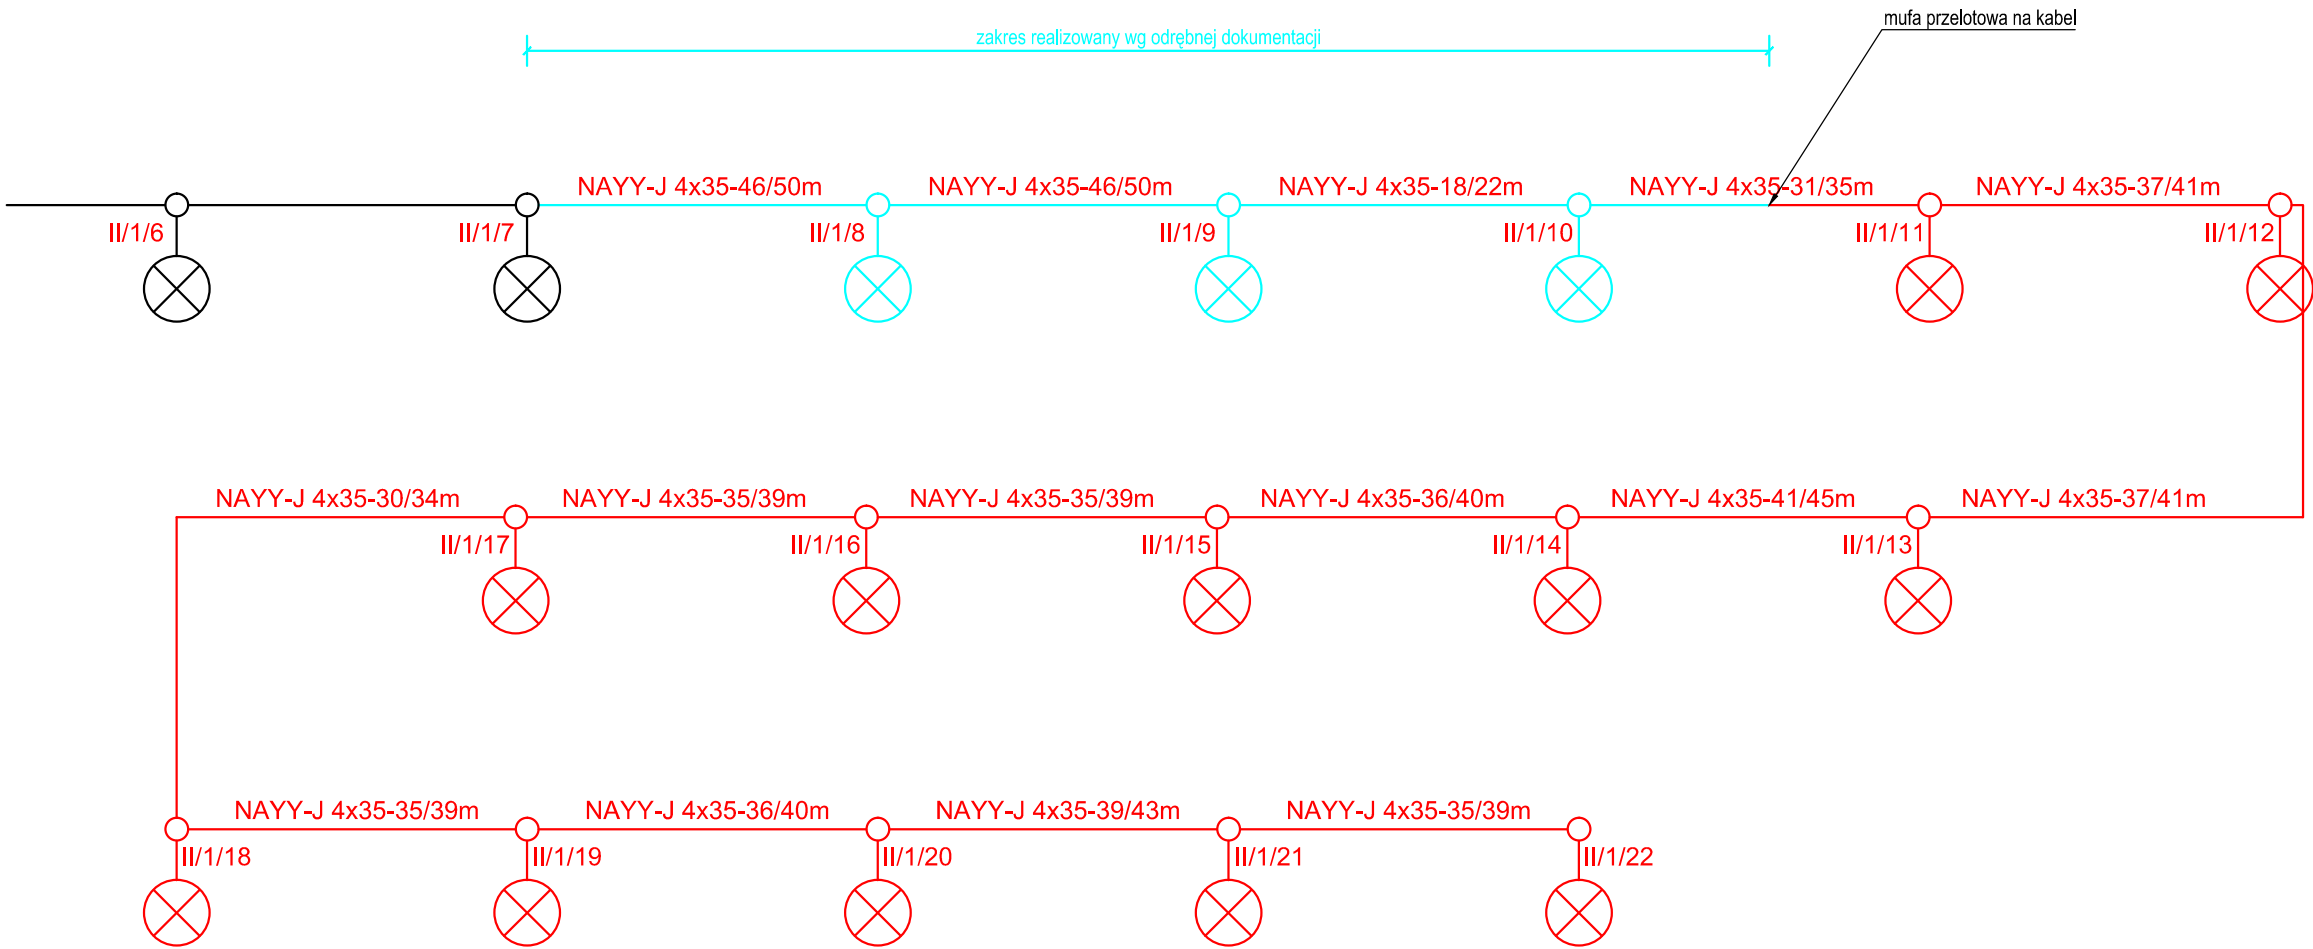 mufa przelotowa na kabel
zakres realizowany wg odrębnej dokumentacji
NAYY-J 4x35-46/50m
NAYY-J 4x35-46/50m
NAYY-J 4x35-18/22m
NAYY-J 4x35-31/35m
NAYY-J 4x35-37/41m
II/1/6
II/1/7
II/1/8
II/1/9
II/1/10
II/1/11
II/1/12
NAYY-J 4x35-30/34m
NAYY-J 4x35-35/39m
NAYY-J 4x35-35/39m
NAYY-J 4x35-36/40m
NAYY-J 4x35-41/45m
NAYY-J 4x35-37/41m
II/1/17
II/1/16
II/1/15
II/1/14
II/1/13
NAYY-J 4x35-35/39m
NAYY-J 4x35-36/40m
NAYY-J 4x35-39/43m
NAYY-J 4x35-35/39m
II/1/18
II/1/19
II/1/20
II/1/21
II/1/22